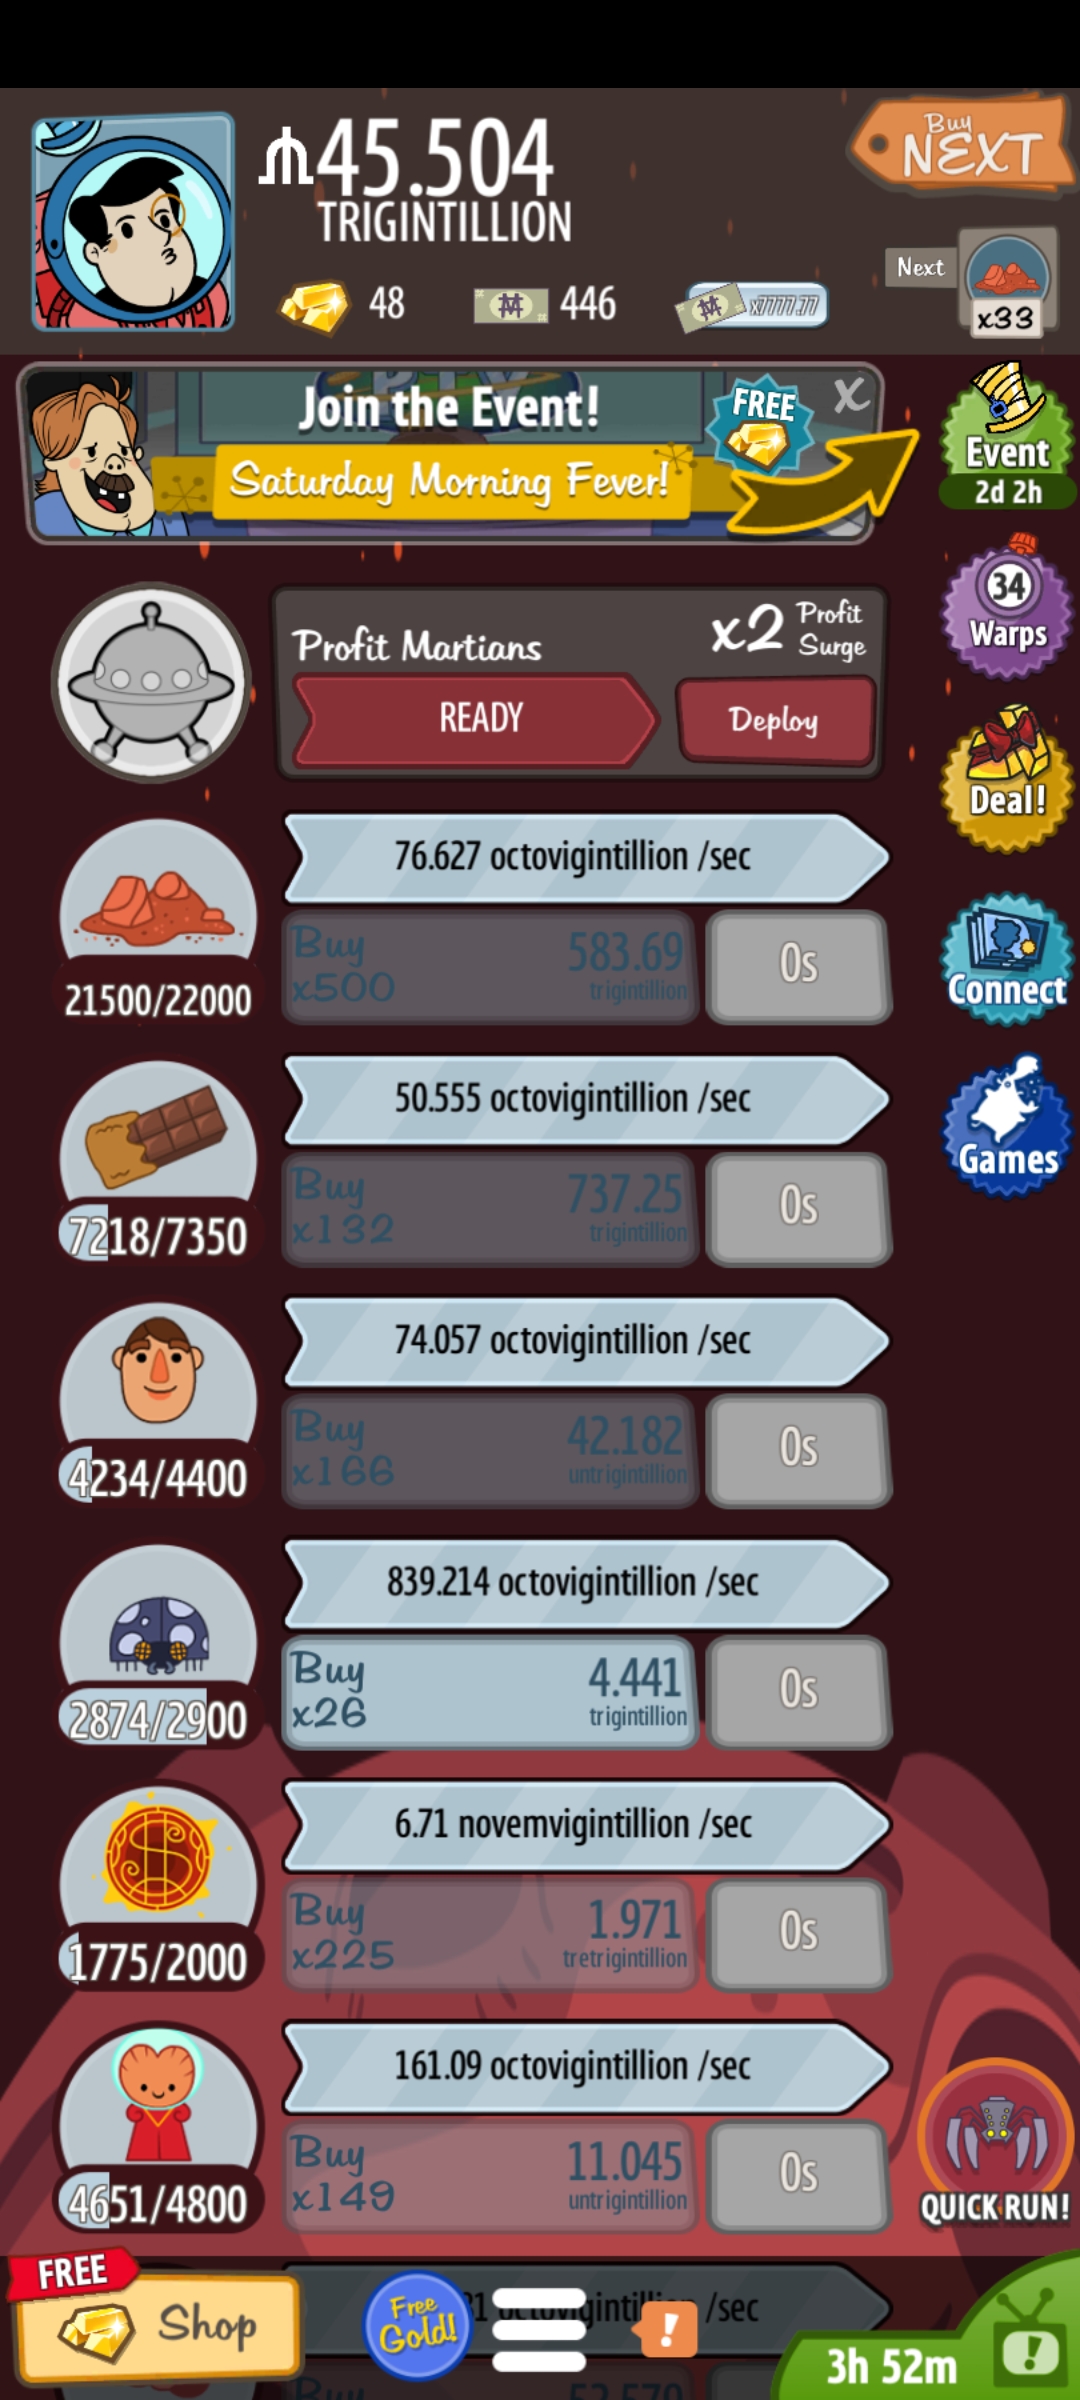 45.504
TRIGINTILLION
Buy
NEXT
48
446
x7777.77
Next
x33
Join the Event!
Saturday Morning Fever!
FREE
X
Event
2d 2h
34
Warps
Profit Martians
x2 Profit Surge
READY
Deploy
Deal!
76.627 octovigintillion /sec
Buy x500
583.69
trigintillion
0s
21500/22000
Connect
50.555 octovigintillion /sec
Buy x132
737.25
trigintillion
0s
7218/7350
Games
74.057 octovigintillion /sec
Buy x166
42.182
untrigintillion
0s
4234/4400
839.214 octovigintillion /sec
Buy x26
4.441
trigintillion
0s
2874/2900
6.71 novemvigintillion /sec
Buy x225
1.971
tretrigintillion
0s
1775/2000
161.09 octovigintillion /sec
Buy x149
11.045
untrigintillion
0s
4651/4800
QUICK RUN!
FREE
Shop
Free Gold!
octovigintillion /sec
!
3h 52m
!
Buy
52.570